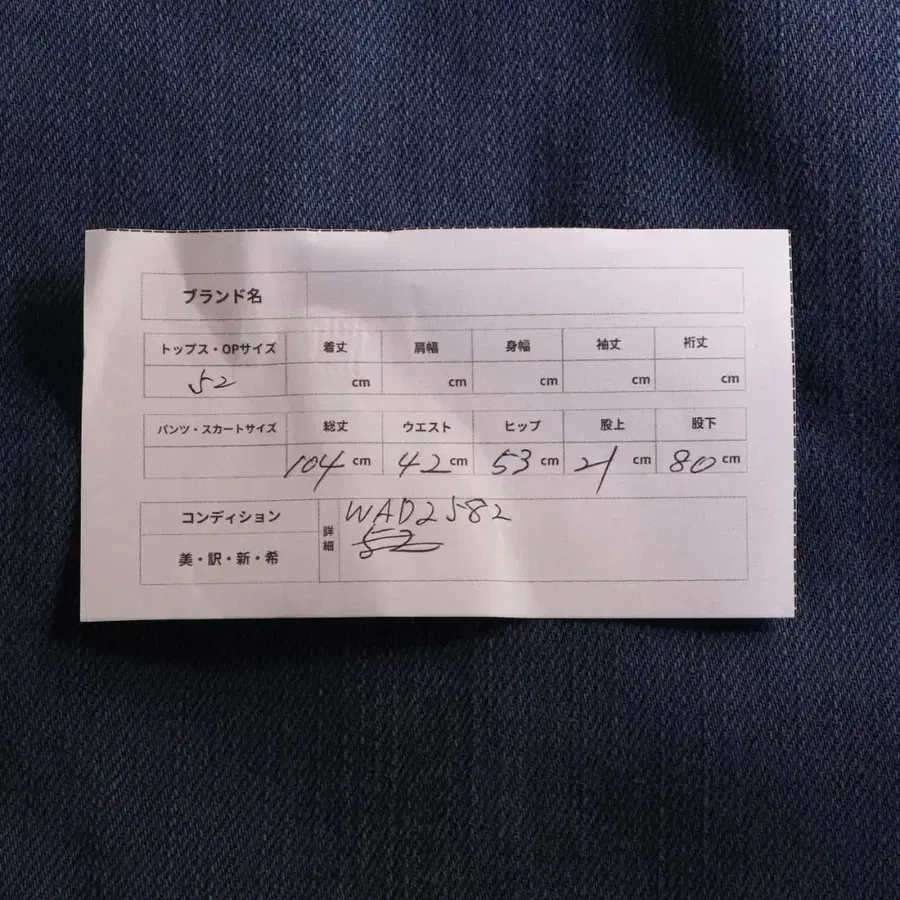 ブランド名
トップス・OPサイズ 着丈 肩幅 身幅 袖丈 裄丈
52 cm cm cm cm cm
パンツ・スカートサイズ 総丈 ウエスト ヒップ 股上 股下
104 cm 42 cm 53 cm 21 cm 80 cm
コンディション 詳細 WAD2582
美・訳・新・希 52